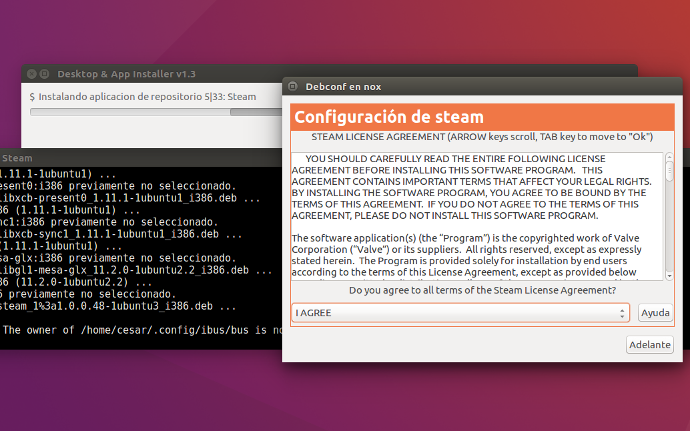 Desktop & App Installer v1.3
$ Instalando aplicacion de repositorio 5|33: Steam
Debconf en nox
Configuración de steam
STEAM LICENSE AGREEMENT (ARROW keys scroll, TAB key to move to "Ok")
YOU SHOULD CAREFULLY READ THE ENTIRE FOLLOWING LICENSE
AGREEMENT BEFORE INSTALLING THIS SOFTWARE PROGRAM. THIS
AGREEMENT CONTAINS IMPORTANT TERMS THAT AFFECT YOUR LEGAL RIGHTS.
BY INSTALLING THE SOFTWARE PROGRAM, YOU AGREE TO BE BOUND BY THE
TERMS OF THIS AGREEMENT. IF YOU DO NOT AGREE TO THE TERMS OF THIS
AGREEMENT, PLEASE DO NOT INSTALL THIS SOFTWARE PROGRAM.
The software application(s) (the "Program") is the copyrighted work of Valve
Corporation ("Valve") or its suppliers. All rights reserved, except as expressly
stated herein. The Program is provided solely for installation by end users
according to the terms of this License Agreement, except as provided below
Do you agree to all terms of the Steam License Agreement?
I AGREE
Ayuda
Adelante
Steam
1.11.1-1ubuntu1) ...
esent0:i386 previamente no seleccionado.
libxcb-present0_1.11.1-1ubuntu1_i386.deb ...
86 (1.11.1-1ubuntu1) ...
nc1:i386 previamente no seleccionado.
libxcb-sync1_1.11.1-1ubuntu1_i386.deb ...
(1.11.1-1ubuntu1) ...
sa-glx:i386 previamente no seleccionado.
libgl1-mesa-glx_11.2.0-1ubuntu2.2_i386.deb ...
86 (11.2.0-1ubuntu2.2) ...
6 previamente no seleccionado.
steam_1%3a1.0.0.48-1ubuntu3_i386.deb ...
The owner of /home/cesar/.config/ibus/bus is no